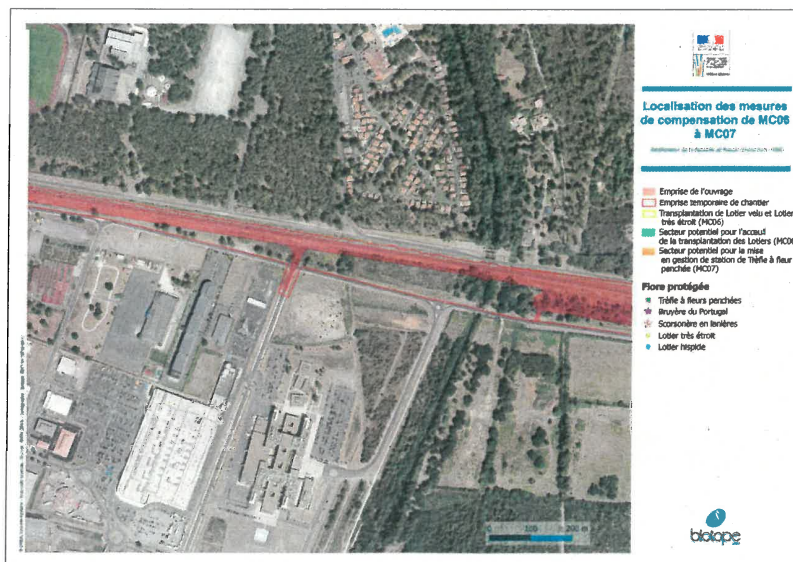 Localisation des mesures
de compensation de MC06
à MC07
Emprise de l'ouvrage
Emprise temporaire de chantier
Transplantation de Lotier velu et Lotier
très étroit (MC06)
Secteur potentiel pour l'accueil
de la transplantation des Lotiers (MC06
Secteur potentiel pour la mise
en gestion de station de Trèfle à fleur
penchée (MC07)
Flore protégée
Trèfle à fleurs penchées
Bruyère du Portugal
Scorsonère en lanières
Lotier très étroit
Lotier hispide
0 100 200 m
biotope